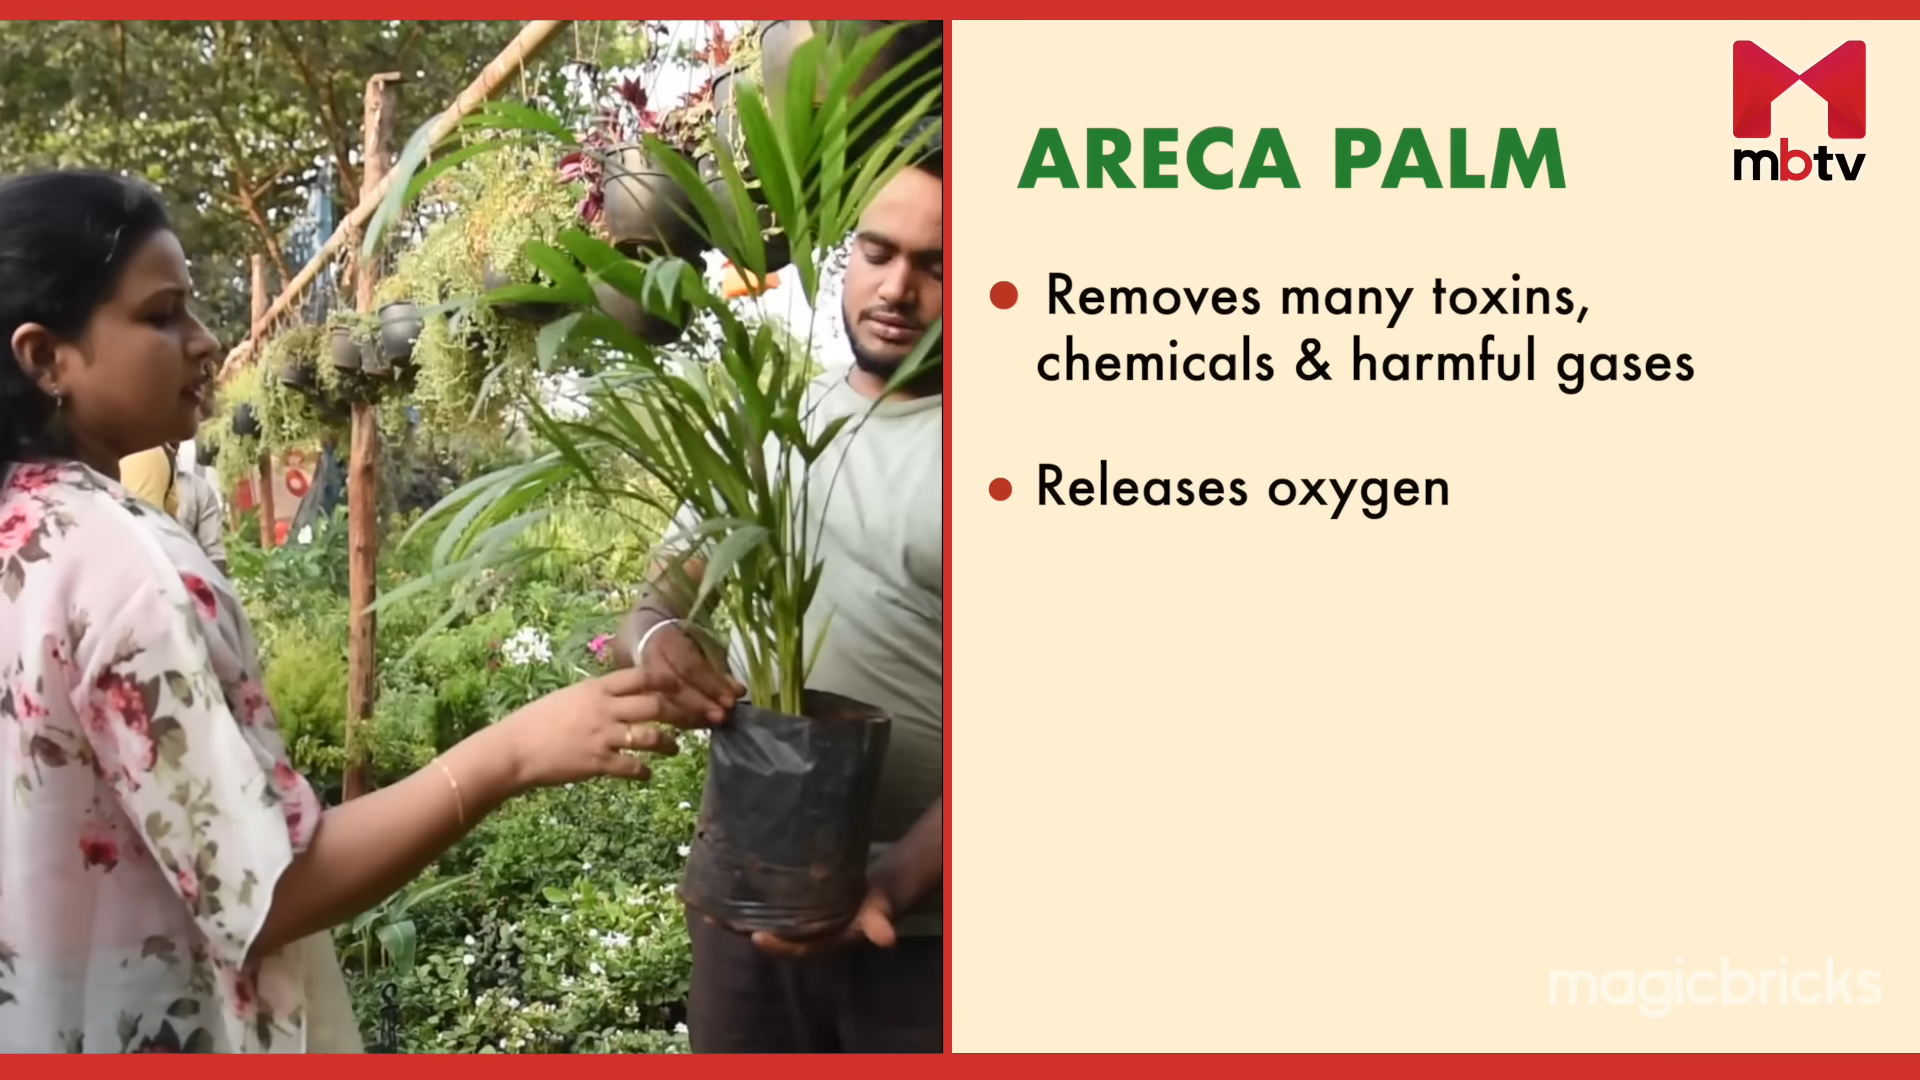 ARECA PALM
mbtv
Removes many toxins,
chemicals & harmful gases
Releases oxygen
magicbricks